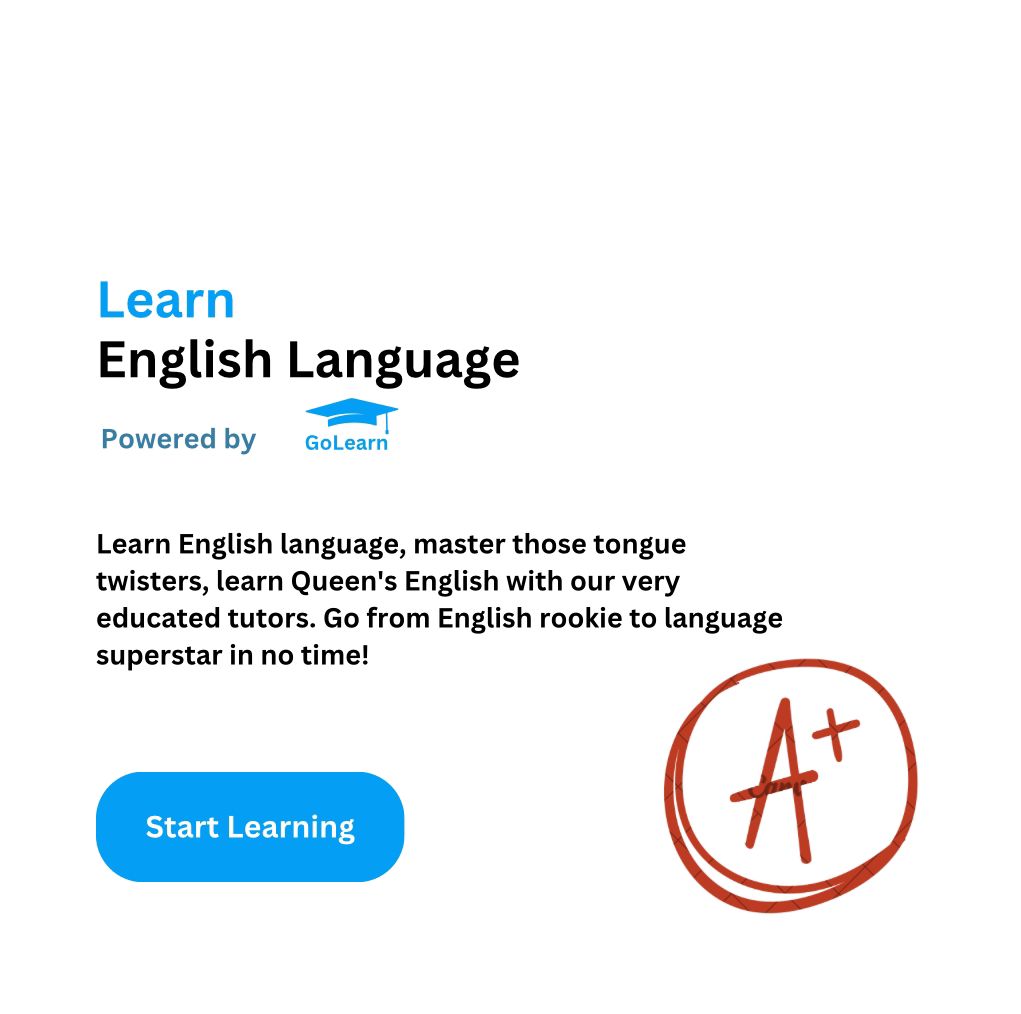 Learn
English Language
Powered by
GoLearn
Learn English language, master those tongue
twisters, learn Queen's English with our very
educated tutors. Go from English rookie to language
superstar in no time!
A+
Start Learning